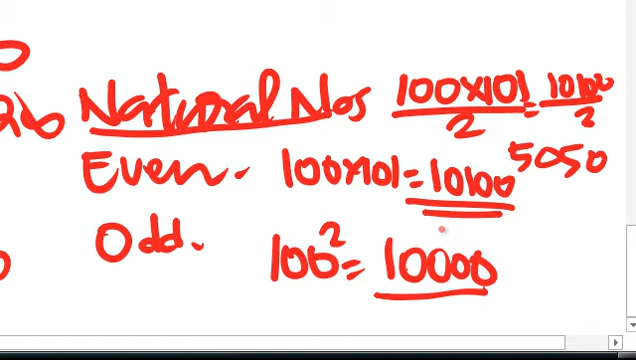 Natural Nos 100×101/2 = 10100/2
Even. 100×101 = 10100 5050
Odd. 100² = 10000